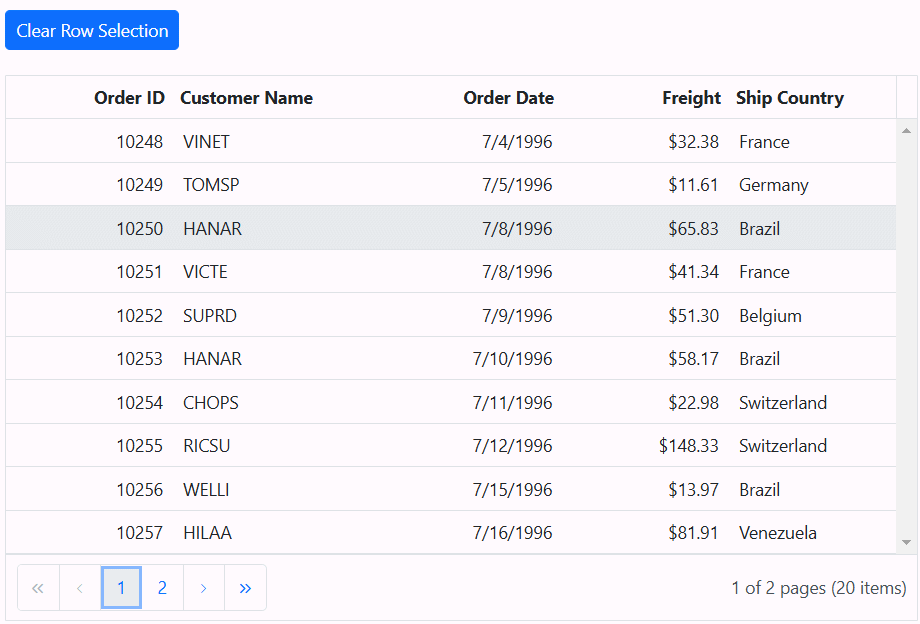 Clear Row Selection
Order ID Customer Name Order Date Freight Ship Country
10248 VINET 7/4/1996 $32.38 France
10249 TOMSP 7/5/1996 $11.61 Germany
10250 HANAR 7/8/1996 $65.83 Brazil
10251 VICTE 7/8/1996 $41.34 France
10252 SUPRD 7/9/1996 $51.30 Belgium
10253 HANAR 7/10/1996 $58.17 Brazil
10254 CHOPS 7/11/1996 $22.98 Switzerland
10255 RICSU 7/12/1996 $148.33 Switzerland
10256 WELLI 7/15/1996 $13.97 Brazil
10257 HILAA 7/16/1996 $81.91 Venezuela
« ‹ 1 2 › » 1 of 2 pages (20 items)